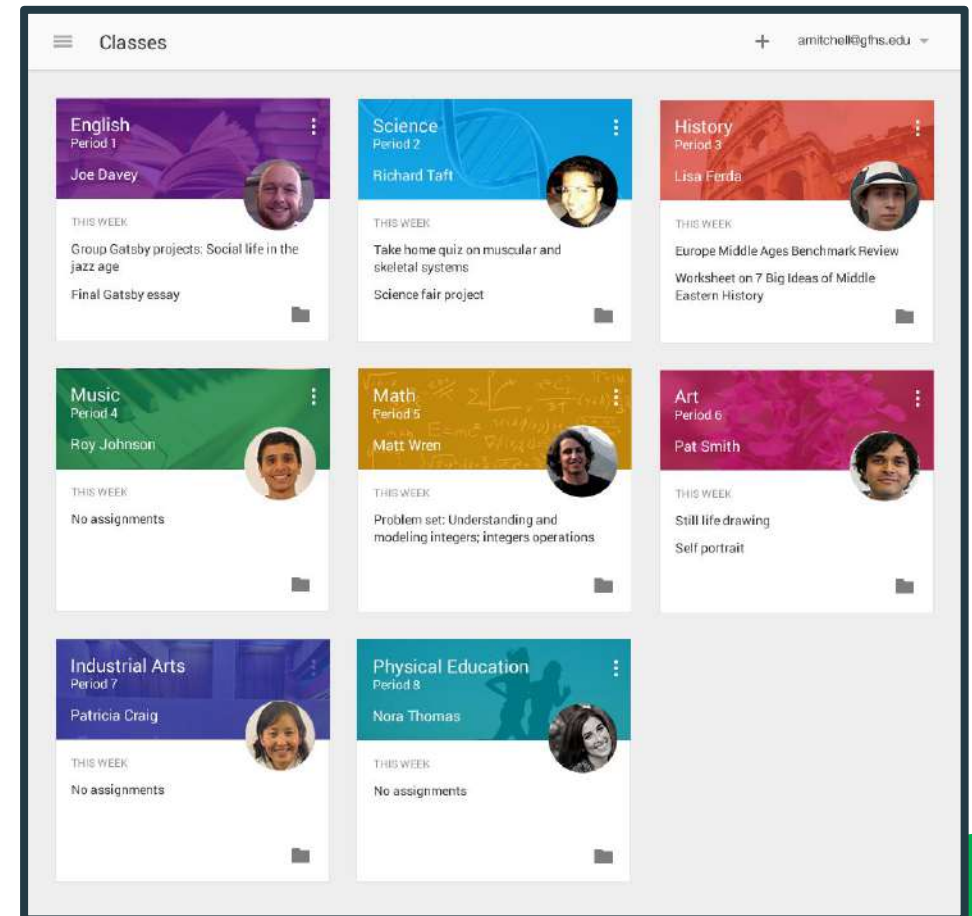 Classes
+ amitchell@gfhs.edu
English
Period 1
Joe Davey
THIS WEEK
Group Gatsby projects: Social life in the
jazz age
Final Gatsby essay
Science
Period 2
Richard Taft
THIS WEEK
Take home quiz on muscular and
skeletal systems
Science fair project
History
Period 3
Lisa Ferda
THIS WEEK
Europe Middle Ages Benchmark Review
Worksheet on 7 Big Ideas of Middle
Eastern History
Music
Period 4
Roy Johnson
THIS WEEK
No assignments
Math
Period 5
Matt Wren
THIS WEEK
Problem set: Understanding and
modeling integers; integers operations
Art
Period 6
Pat Smith
THIS WEEK
Still life drawing
Self portrait
Industrial Arts
Period 7
Patricia Craig
THIS WEEK
No assignments
Physical Education
Period 8
Nora Thomas
THIS WEEK
No assignments